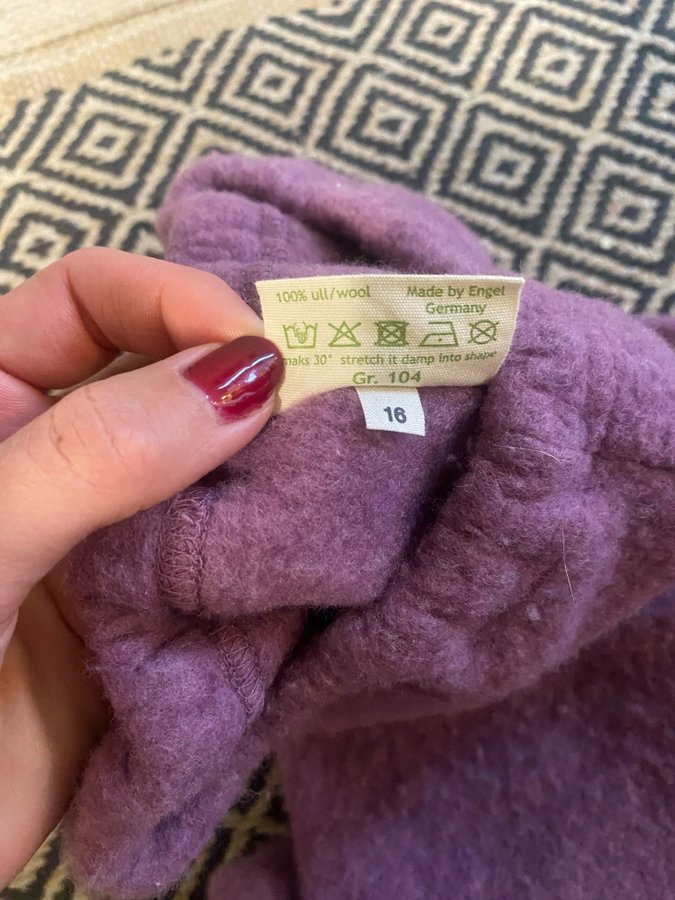 100% ull/wool
Made by Engel
Germany
maks 30° stretch it damp into shape
Gr. 104
16